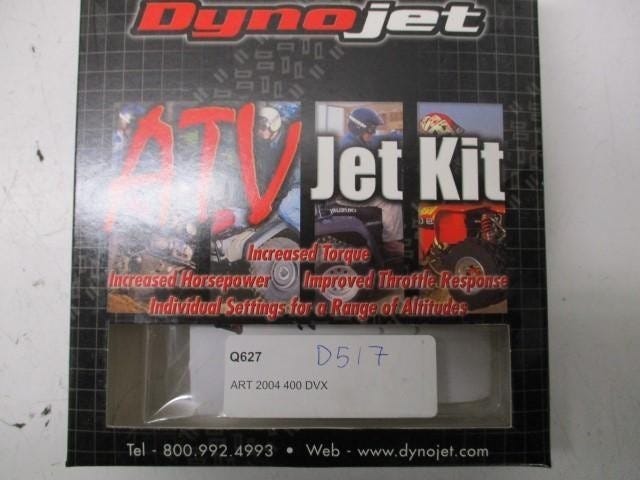 Dynojet
ATV Jet Kit
Increased Torque
Increased Horsepower Improved Throttle Response
Individual Settings for a Range of Altitudes
Q627 D517
ART 2004 400 DVX
Tel - 800.992.4993 • Web - www.dynojet.com